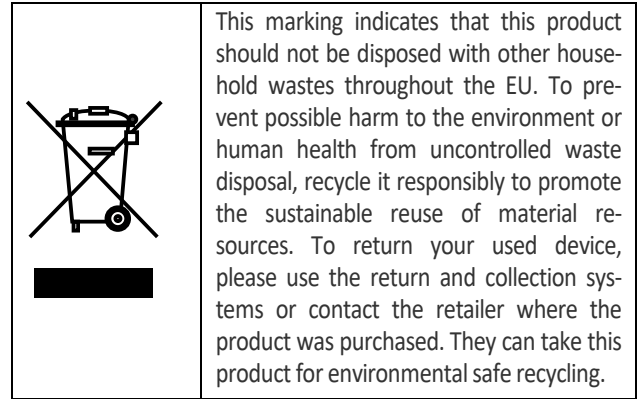 This marking indicates that this product
should not be disposed with other house-
hold wastes throughout the EU. To pre-
vent possible harm to the environment or
human health from uncontrolled waste
disposal, recycle it responsibly to promote
the sustainable reuse of material re-
sources. To return your used device,
please use the return and collection sys-
tems or contact the retailer where the
product was purchased. They can take this
product for environmental safe recycling.